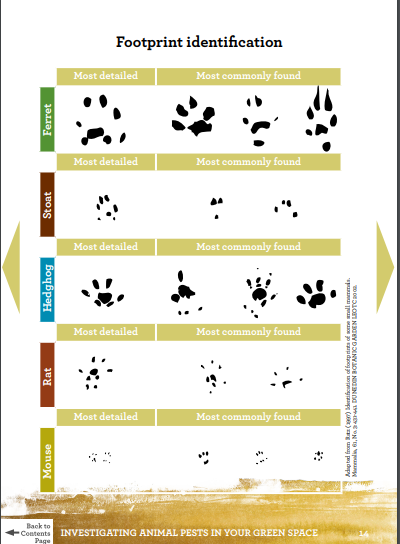 Footprint identification
Most detailed Most commonly found
Ferret
Most detailed Most commonly found
Stoat
Most detailed Most commonly found
Hedghog
Most detailed Most commonly found
Rat
Most detailed Most commonly found
Mouse
Adapted from Ratz (1997) Identification of footprints of some small mammals.
Mammalia, 61, No.3: 431-441. DUNEDIN BOTANIC GARDEN LEOTC 2021
Back to
Contents
Page
INVESTIGATING ANIMAL PESTS IN YOUR GREEN SPACE